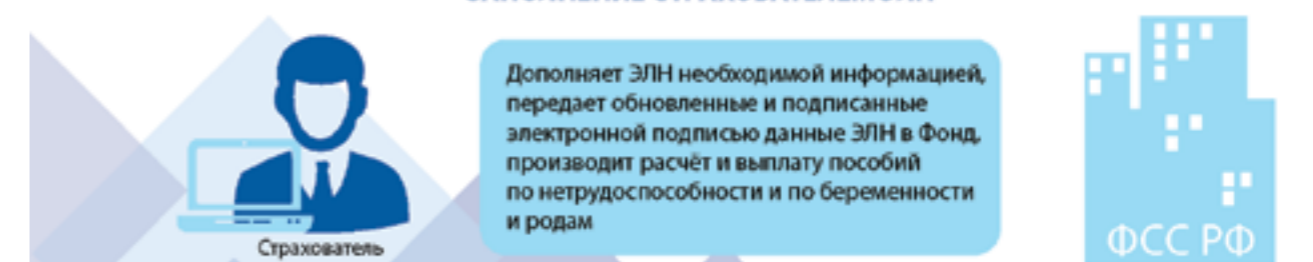 Дополняет ЭЛН необходимой информацией,
передает обновленные и подписанные
электронной подписью данные ЭЛН в Фонд,
производит расчёт и выплату пособий
по нетрудоспособности и по беременности
и родам
Страхователь
ФСС РФ